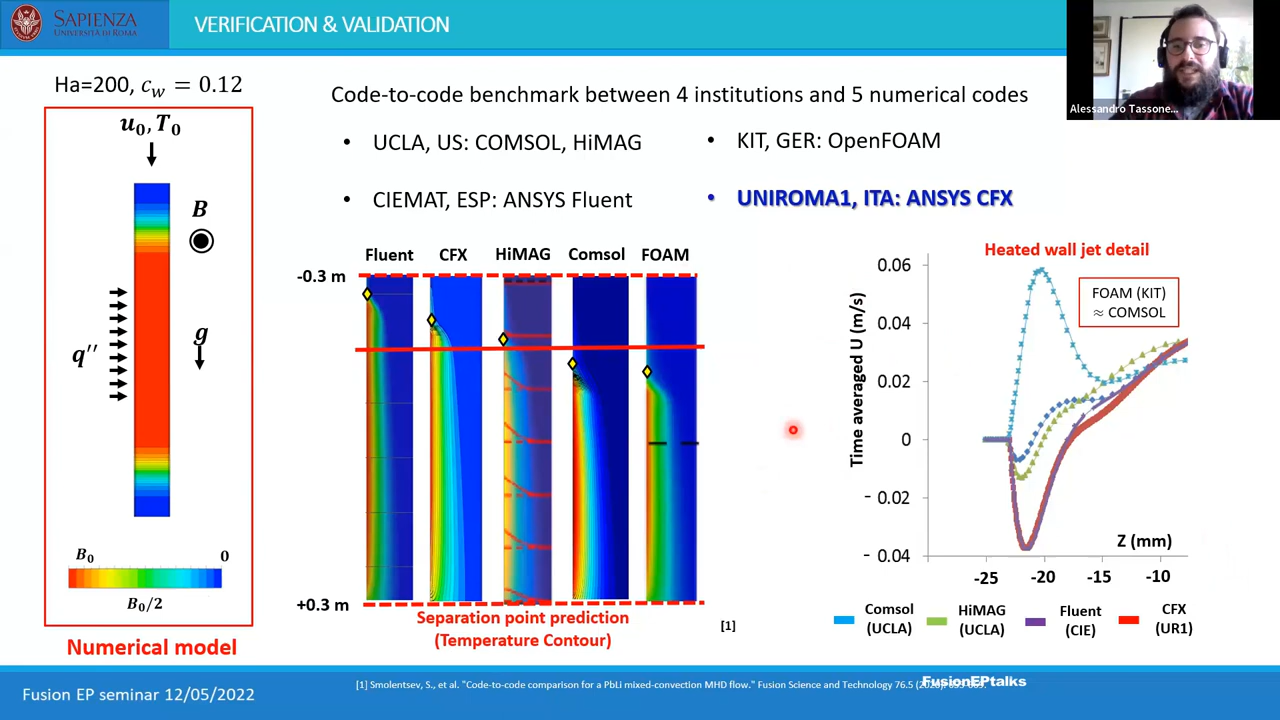 SAPIENZA
UNIVERSITÀ DI ROMA
VERIFICATION & VALIDATION
Alessandro Tassone...
Ha=200, c_w = 0.12
u_0, T_0
B
g
q''
B_0
0
B_0/2
Numerical model
Code-to-code benchmark between 4 institutions and 5 numerical codes
• UCLA, US: COMSOL, HiMAG
• KIT, GER: OpenFOAM
• CIEMAT, ESP: ANSYS Fluent
• UNIROMA1, ITA: ANSYS CFX
Fluent CFX HiMAG Comsol FOAM
-0.3 m
+0.3 m
Separation point prediction
(Temperature Contour)
[1]
Heated wall jet detail
FOAM (KIT)
≈ COMSOL
Time averaged U (m/s)
0.06
0.04
0.02
0
- 0.02
- 0.04
Z (mm)
-25 -20 -15 -10
Comsol (UCLA)
HiMAG (UCLA)
Fluent (CIE)
CFX (UR1)
Fusion EP seminar 12/05/2022
[1] Smolentsev, S., et al. "Code-to-code comparison for a PbLi mixed-convection MHD flow." Fusion Science and Technology 76.5
FusionEPtalks